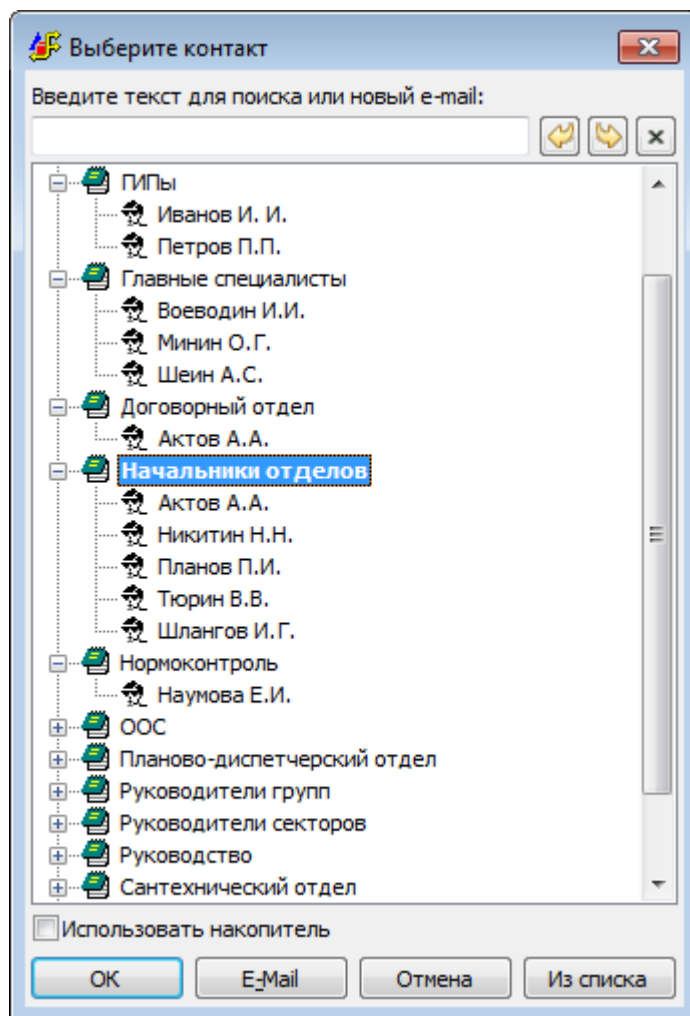 Выберите контакт
Введите текст для поиска или новый e-mail:
ГИПы
Иванов И. И.
Петров П.П.
Главные специалисты
Воеводин И.И.
Минин О.Г.
Шеин А.С.
Договорный отдел
Актов А.А.
Начальники отделов
Актов А.А.
Никитин Н.Н.
Планов П.И.
Тюрин В.В.
Шлангов И.Г.
Нормоконтроль
Наумова Е.И.
ООС
Планово-диспетчерский отдел
Руководители групп
Руководители секторов
Руководство
Сантехнический отдел
Использовать накопитель
OK E-Mail Отмена Из списка